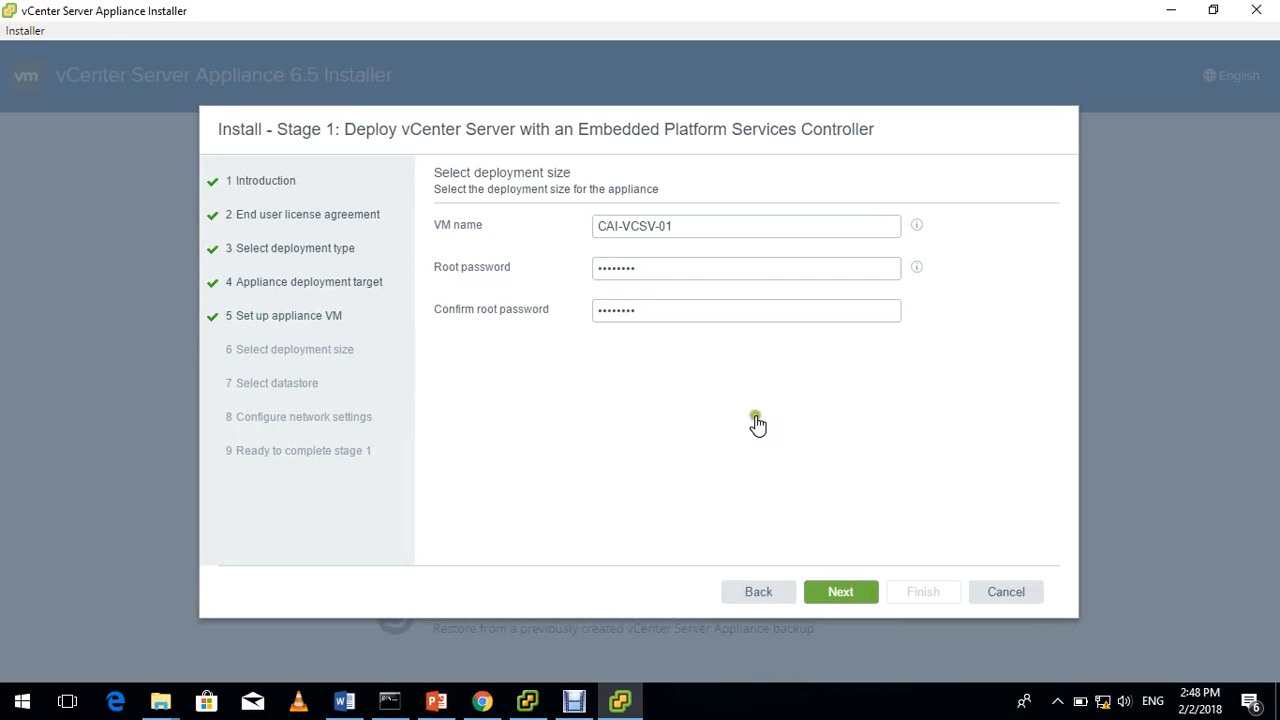 vCenter Server Appliance Installer
Installer
vm vCenter Server Appliance 6.5 Installer
English
Install - Stage 1: Deploy vCenter Server with an Embedded Platform Services Controller
1 Introduction
2 End user license agreement
3 Select deployment type
4 Appliance deployment target
5 Set up appliance VM
6 Select deployment size
7 Select datastore
8 Configure network settings
9 Ready to complete stage 1
Select deployment size
Select the deployment size for the appliance
VM name
CAI-VCSV-01
Root password
••••••••
Confirm root password
••••••••
Back
Next
Finish
Cancel
Restore from a previously created vCenter Server Appliance backup
ENG
2:48 PM
2/2/2018
6